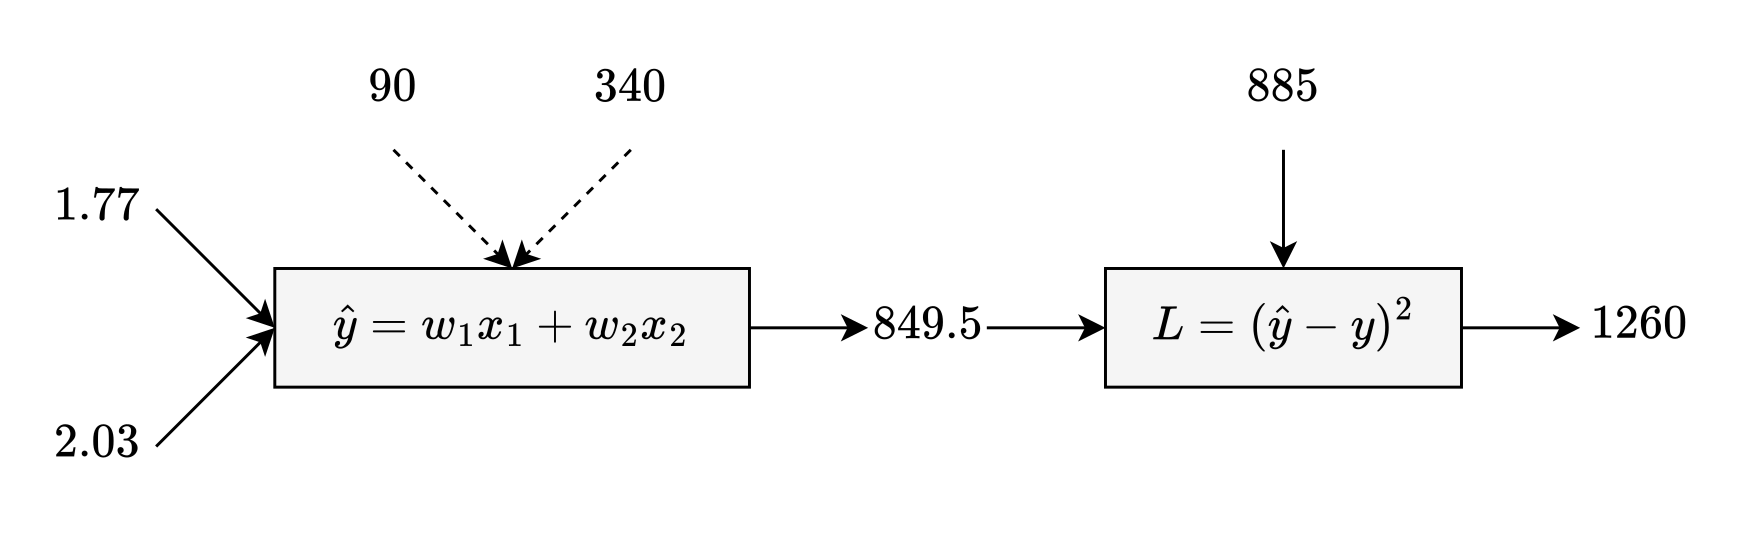 90 340 885
1.77
ŷ = w₁x₁ + w₂x₂ 849.5 L = (ŷ − y)² 1260
2.03